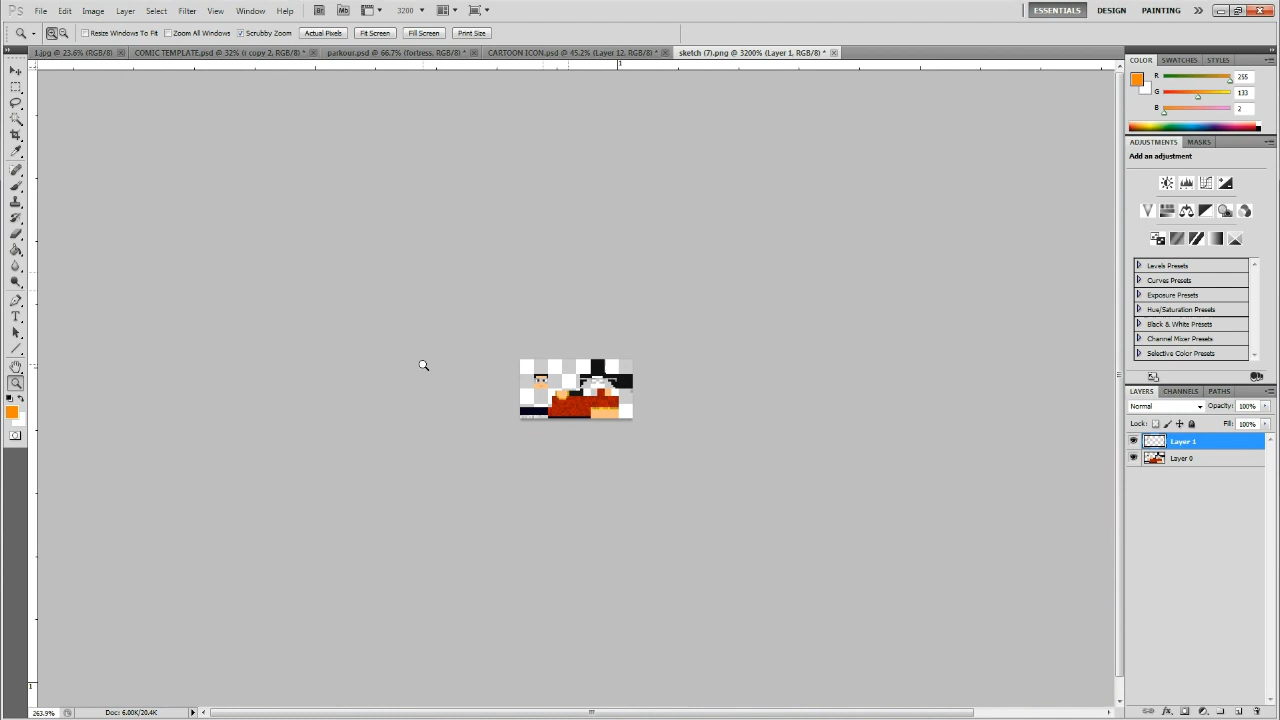 Ps File Edit Image Layer Select Filter View Window Help Br Mb 3200 ESSENTIALS DESIGN PAINTING
Resize Windows To Fit Zoom All Windows Scrubby Zoom Actual Pixels Fit Screen Fill Screen Print Size
1.jpg @ 23.6% (RGB/8) COMIC TEMPLATE.psd @ 32% (( copy 2, RGB/8) * parkour.psd @ 66.7% (fortress, RGB/8) * CARTOON ICON.psd @ 45.2% (Layer 12, RGB/8) * sketch (7).png @ 3200% (Layer 1, RGB/8) *
COLOR SWATCHES STYLES
1
R 255
G 133
B 2
ADJUSTMENTS MASKS
Add an adjustment
Levels Presets
Curves Presets
Exposure Presets
Hue/Saturation Presets
Black & White Presets
Channel Mixer Presets
Selective Color Presets
LAYERS CHANNELS PATHS
Normal Opacity: 100%
Lock: Fill: 100%
Layer 1
Layer 0
1
263.9% Doc: 6.00K/20.4K